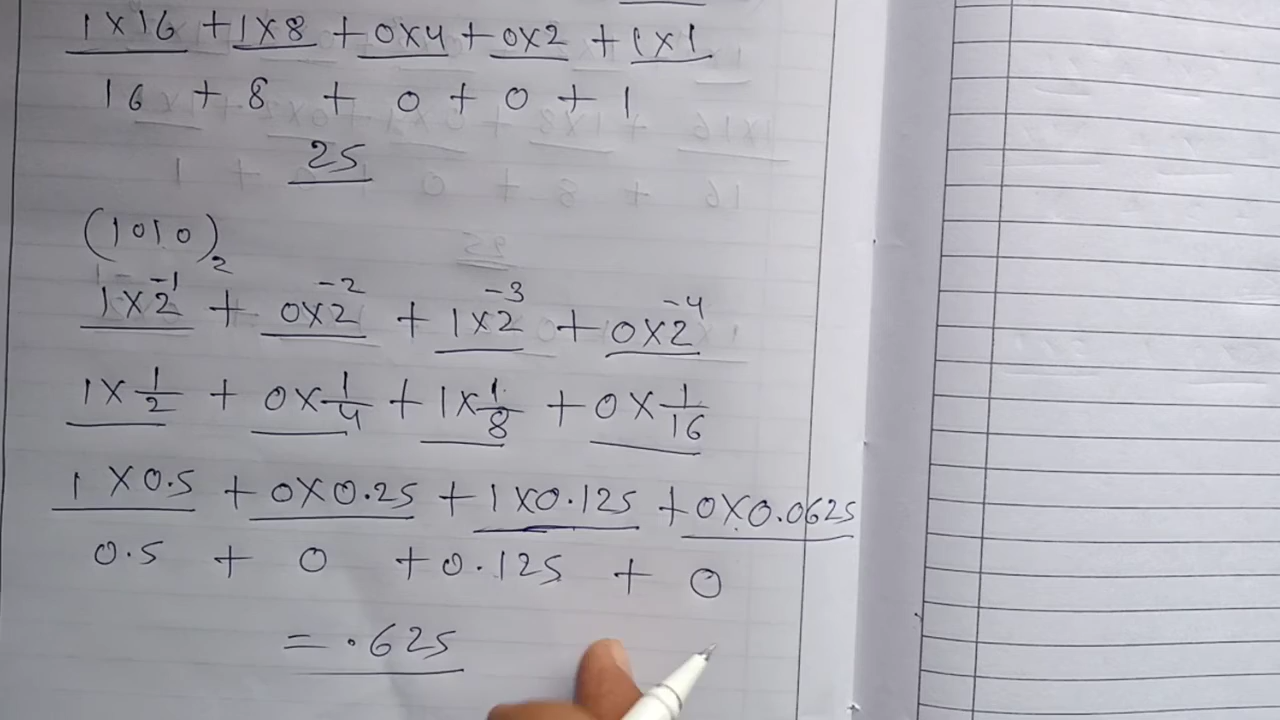 1×16 + 1×8 + 0×4 + 0×2 + 1×1
16 + 8 + 0 + 0 + 1
25
(1010)₂
1×2⁻¹ + 0×2⁻² + 1×2⁻³ + 0×2⁻⁴
1×1/2 + 0×1/4 + 1×1/8 + 0×1/16
1×0.5 + 0×0.25 + 1×0.125 + 0×0.0625
0.5 + 0 + 0.125 + 0
= .625